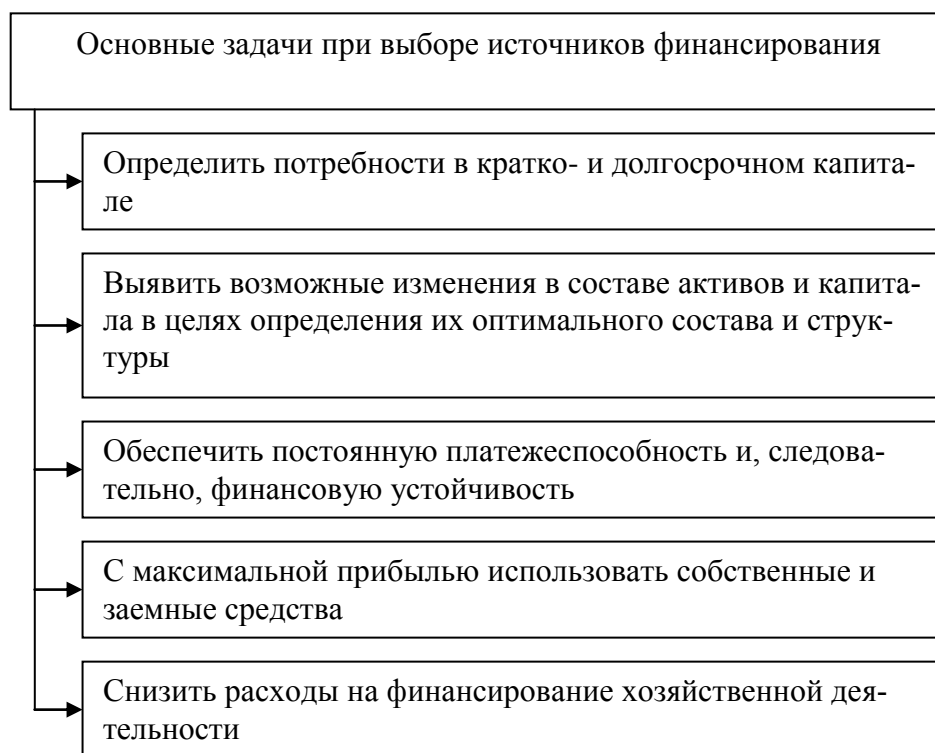 Основные задачи при выборе источников финансирования
Определить потребности в кратко- и долгосрочном капита-
ле
Выявить возможные изменения в составе активов и капита-
ла в целях определения их оптимального состава и струк-
туры
Обеспечить постоянную платежеспособность и, следова-
тельно, финансовую устойчивость
С максимальной прибылью использовать собственные и
заемные средства
Снизить расходы на финансирование хозяйственной дея-
тельности